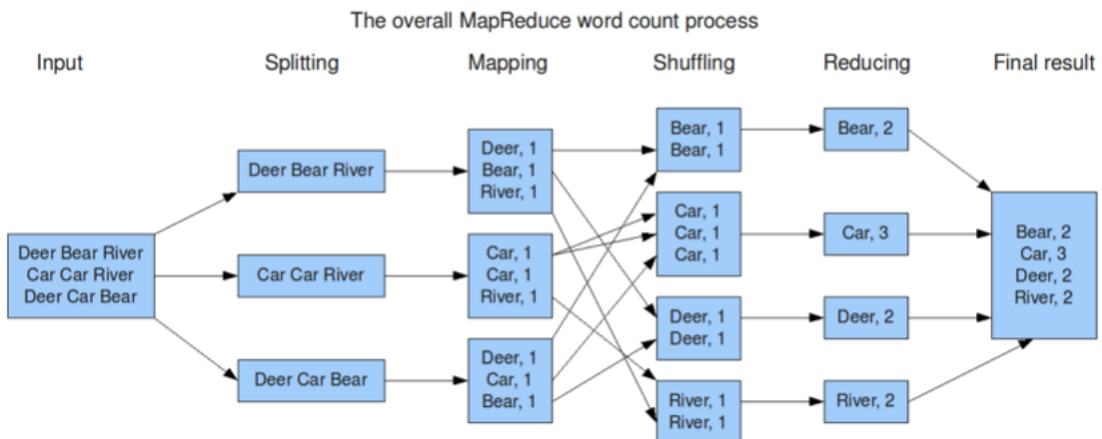 The overall MapReduce word count process
Input
Splitting
Mapping
Shuffling
Reducing
Final result
Deer Bear River
Car Car River
Deer Car Bear
Deer Bear River
Car Car River
Deer Car Bear
Deer, 1
Bear, 1
River, 1
Car, 1
Car, 1
River, 1
Deer, 1
Car, 1
Bear, 1
Bear, 1
Bear, 1
Car, 1
Car, 1
Car, 1
Deer, 1
Deer, 1
River, 1
River, 1
Bear, 2
Car, 3
Deer, 2
River, 2
Bear, 2
Car, 3
Deer, 2
River, 2